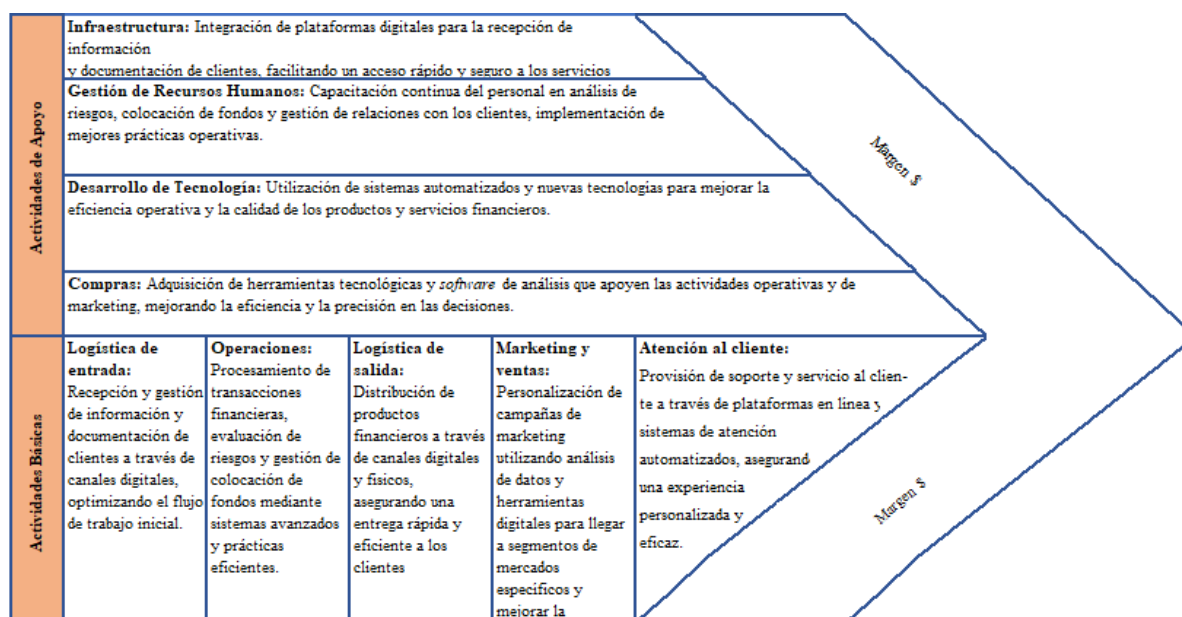 Actividades de Apoyo
Infraestructura: Integración de plataformas digitales para la recepción de
información
y documentación de clientes, facilitando un acceso rápido y seguro a los servicios
Gestión de Recursos Humanos: Capacitación continua del personal en análisis de
riesgos, colocación de fondos y gestión de relaciones con los clientes, implementación de
mejores prácticas operativas.
Desarrollo de Tecnología: Utilización de sistemas automatizados y nuevas tecnologías para mejorar la
eficiencia operativa y la calidad de los productos y servicios financieros.
Compras: Adquisición de herramientas tecnológicas y software de análisis que apoyen las actividades operativas y de
marketing, mejorando la eficiencia y la precisión en las decisiones.
Margen $
Actividades Básicas
Logística de
entrada:
Recepción y gestión
de información y
documentación de
clientes a través de
canales digitales,
optimizando el flujo
de trabajo inicial.
Operaciones:
Procesamiento de
transacciones
financieras,
evaluación de
riesgos y gestión de
colocación de
fondos mediante
sistemas avanzados
y prácticas
eficientes.
Logística de
salida:
Distribución de
productos
financieros a través
de canales digitales
y físicos,
asegurando una
entrega rápida y
eficiente a los
clientes
Marketing y
ventas:
Personalización de
campañas de
marketing
utilizando análisis
de datos y
herramientas
digitales para llegar
a segmentos de
mercados
específicos y
mejorar la
Atención al cliente:
Provisión de soporte y servicio al clien-
te a través de plataformas en línea y
sistemas de atención
automatizados, asegurand
una experiencia
personalizada y
eficaz.
Margen $